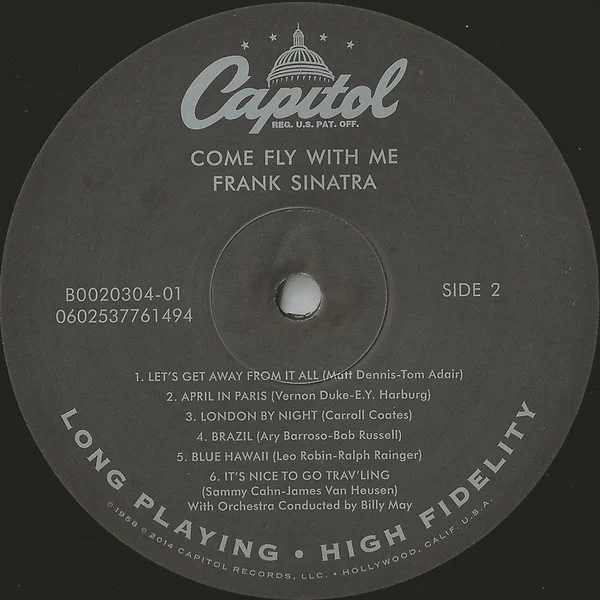 Capitol
REG. U.S. PAT. OFF.
COME FLY WITH ME
FRANK SINATRA
B0020304-01
0602537761494
SIDE 2
1. LET'S GET AWAY FROM IT ALL (Matt Dennis-Tom Adair)
2. APRIL IN PARIS (Vernon Duke-E.Y. Harburg)
3. LONDON BY NIGHT (Carroll Coates)
4. BRAZIL (Ary Barroso-Bob Russell)
5. BLUE HAWAII (Leo Robin-Ralph Rainger)
6. IT'S NICE TO GO TRAV'LING
(Sammy Cahn-James Van Heusen)
With Orchestra Conducted by Billy May
LONG PLAYING • HIGH FIDELITY
©1958 ℗ 2014 CAPITOL RECORDS, LLC. • HOLLYWOOD, CALIF. U.S.A.